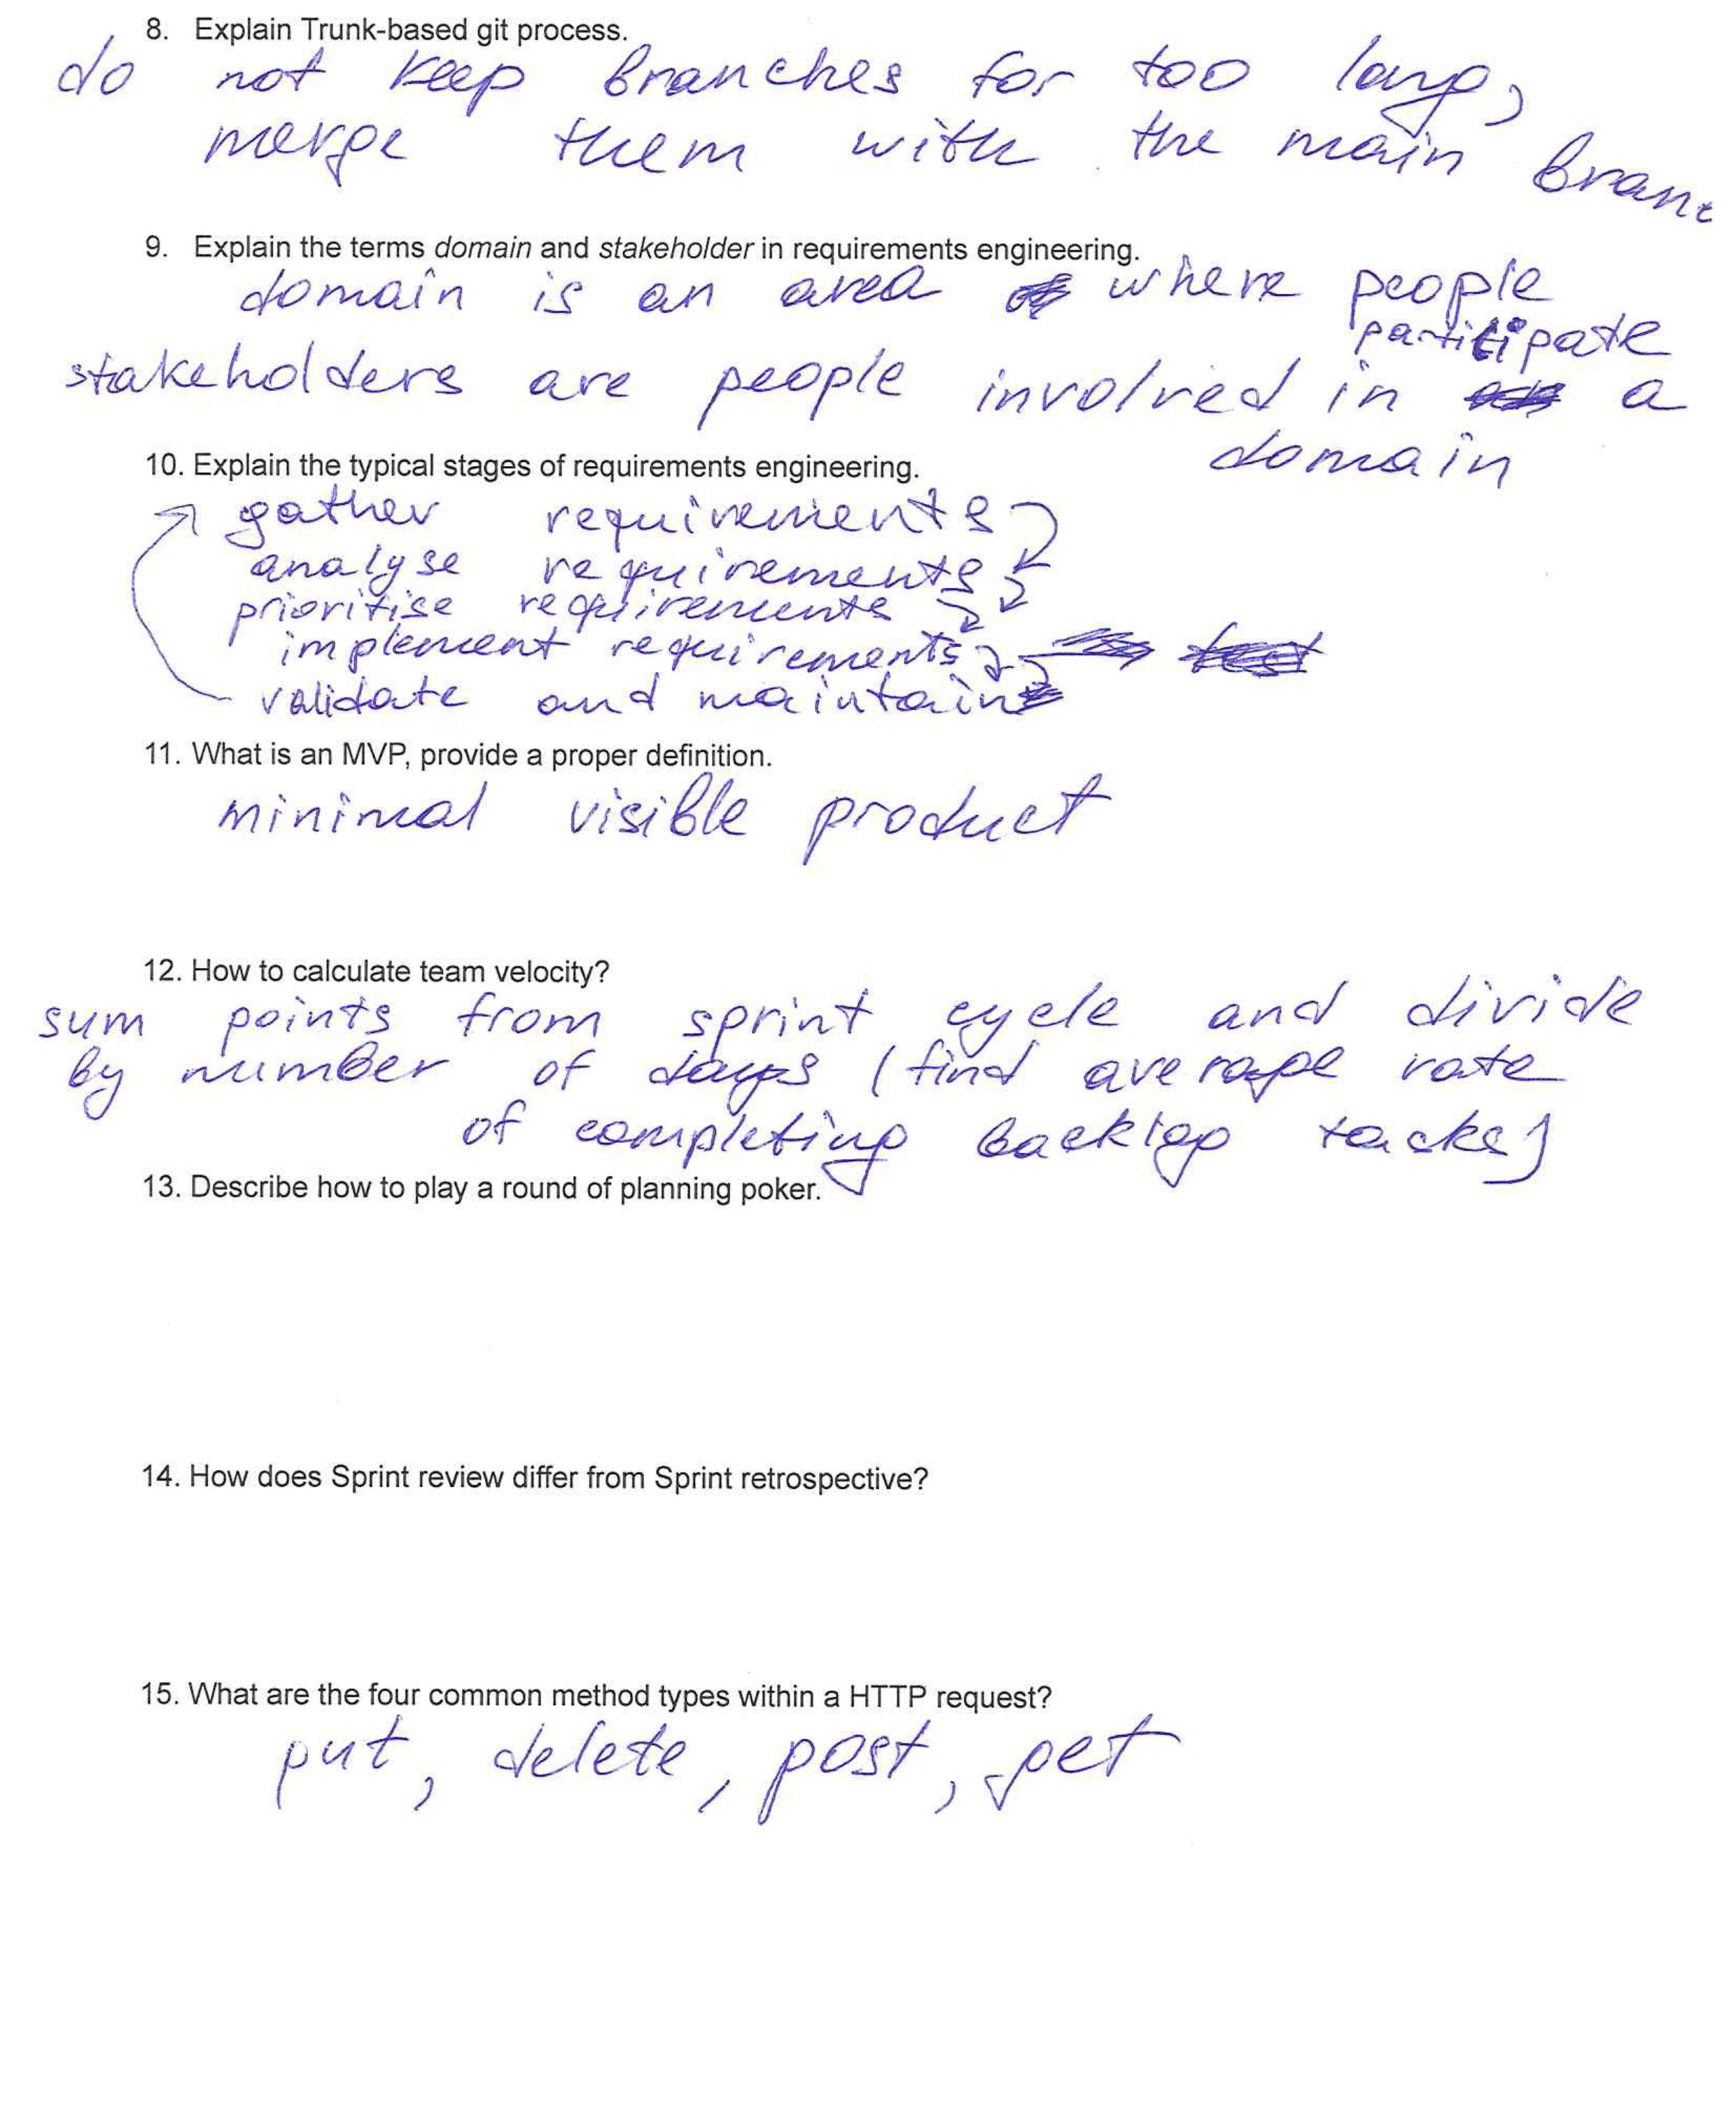 8. Explain Trunk-based git process.
do not keep branches for too long,
merge them with the main branc
9. Explain the terms domain and stakeholder in requirements engineering.
domain is an area where people
participate
stakeholders are people involved in a
domain
10. Explain the typical stages of requirements engineering.
gather requirements
analyse requirements
prioritise requirements
implement requirements
validate and maintain
11. What is an MVP, provide a proper definition.
minimal visible product
12. How to calculate team velocity?
sum points from sprint cycle and divide
by number of days (find average rate
of completing backlog tacks)
13. Describe how to play a round of planning poker.
14. How does Sprint review differ from Sprint retrospective?
15. What are the four common method types within a HTTP request?
put, delete, post, get